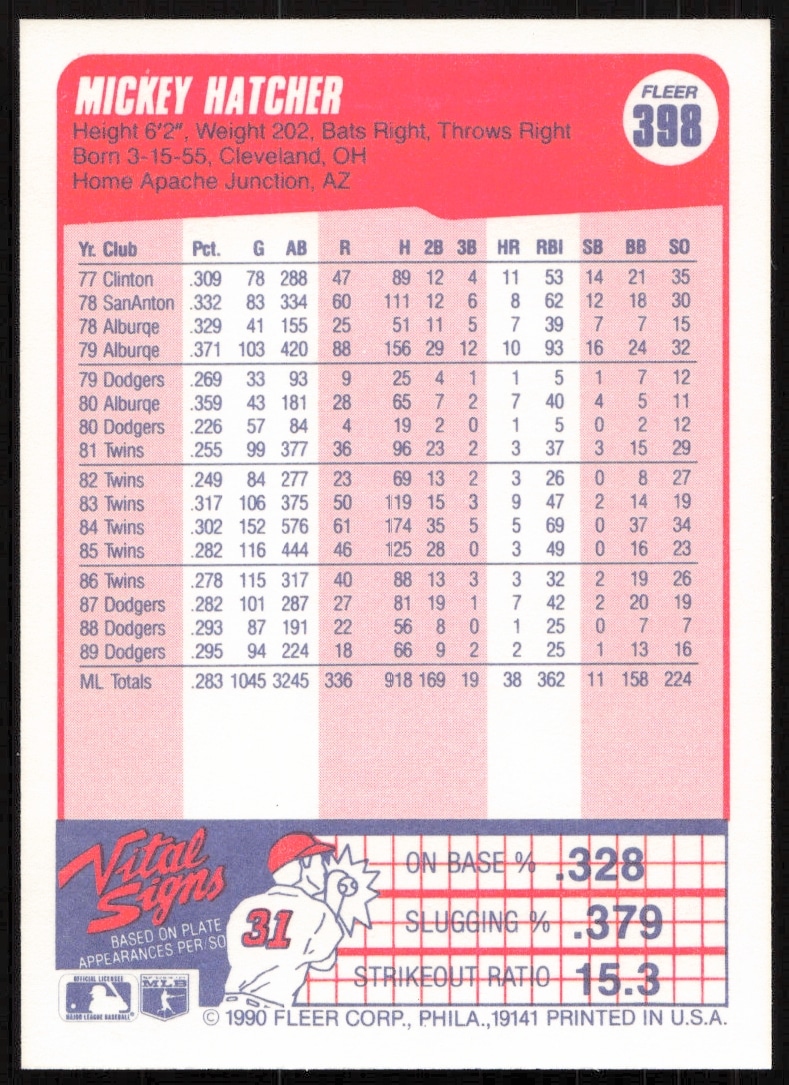 MICKEY HATCHER
FLEER
398
Height 6'2", Weight 202, Bats Right, Throws Right
Born 3-15-55, Cleveland, OH
Home Apache Junction, AZ
Yr. Club Pct. G AB R H 2B 3B HR RBI SB BB SO
77 Clinton .309 78 288 47 89 12 4 11 53 14 21 35
78 SanAnton .332 83 334 60 111 12 6 8 62 12 18 30
78 Alburqe .329 41 155 25 51 11 5 7 39 7 7 15
79 Alburqe .371 103 420 88 156 29 12 10 93 16 24 32
79 Dodgers .269 33 93 9 25 4 1 1 5 1 7 12
80 Alburqe .359 43 181 28 65 7 2 7 40 4 5 11
80 Dodgers .226 57 84 4 19 2 0 1 5 0 2 12
81 Twins .255 99 377 36 96 23 2 3 37 3 15 29
82 Twins .249 84 277 23 69 13 2 3 26 0 8 27
83 Twins .317 106 375 50 119 15 3 9 47 2 14 19
84 Twins .302 152 576 61 174 35 5 5 69 0 37 34
85 Twins .282 116 444 46 125 28 0 3 49 0 16 23
86 Twins .278 115 317 40 88 13 3 3 32 2 19 26
87 Dodgers .282 101 287 27 81 19 1 7 42 2 20 19
88 Dodgers .293 87 191 22 56 8 0 1 25 0 7 7
89 Dodgers .295 94 224 18 66 9 2 2 25 1 13 16
ML Totals .283 1045 3245 336 918 169 19 38 362 11 158 224
Vital
Signs
BASED ON PLATE
APPEARANCES PER/SO
31
ON BASE % .328
SLUGGING % .379
STRIKEOUT RATIO 15.3
OFFICIAL LICENSEE
MAJOR LEAGUE BASEBALL
MLB
© 1990 FLEER CORP., PHILA.,19141 PRINTED IN U.S.A.